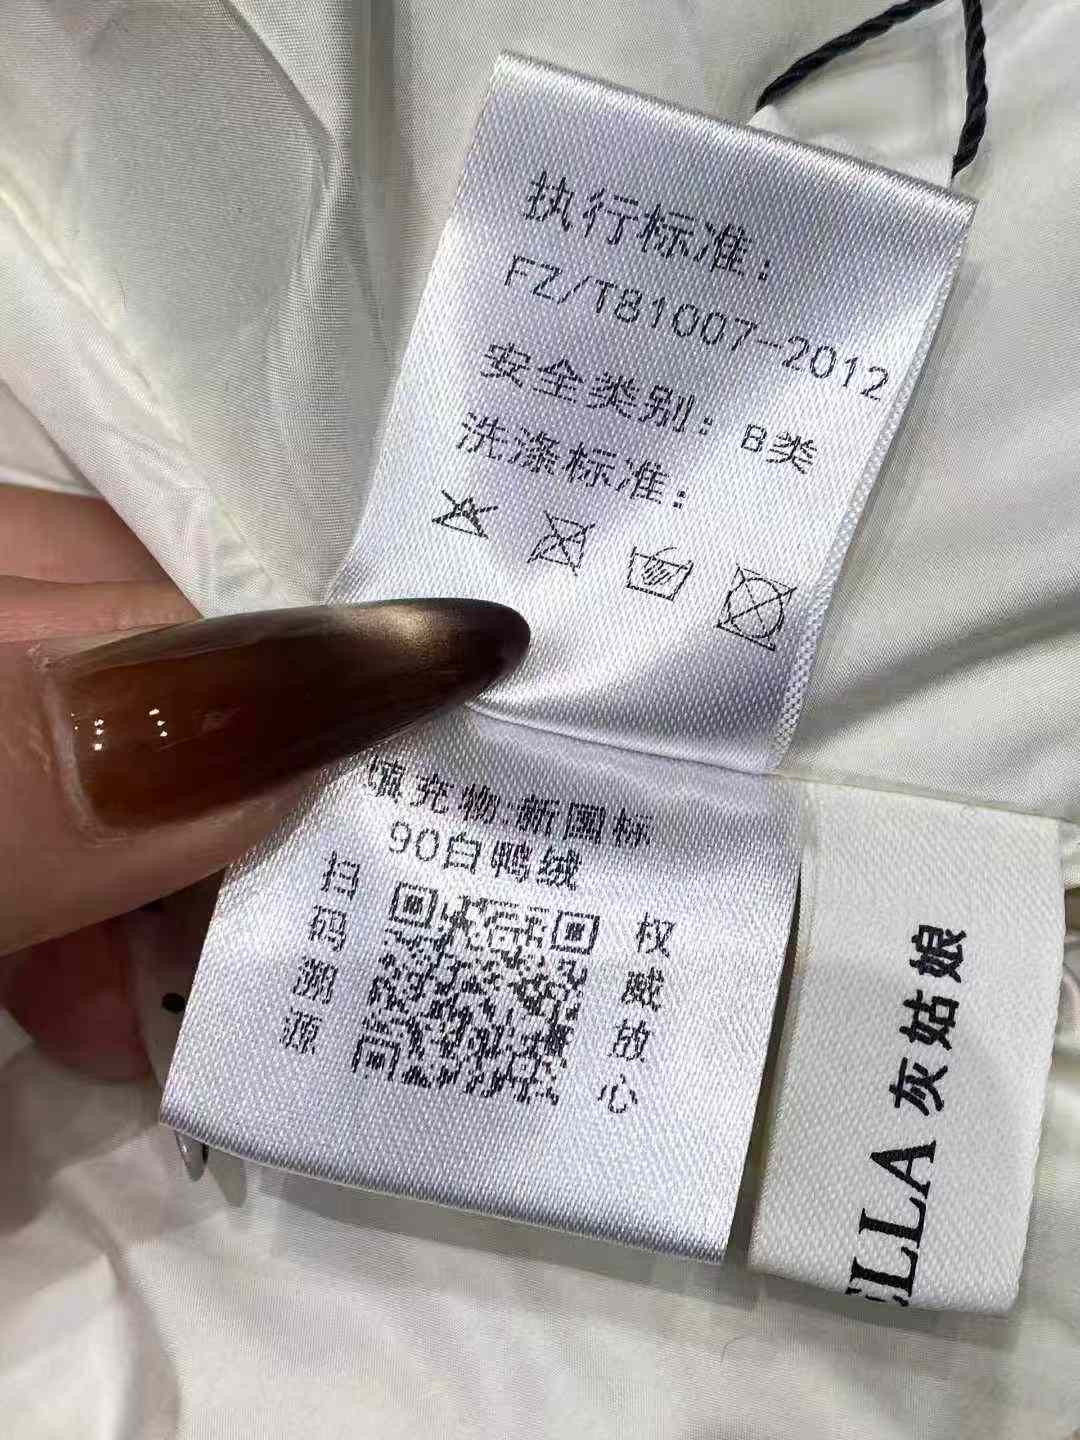 执行标准：
FZ/T81007-2012
安全类别：B类
洗涤标准：
填充物:新国标
90白鸭绒
扫码溯源
权威放心
ELLA 灰姑娘